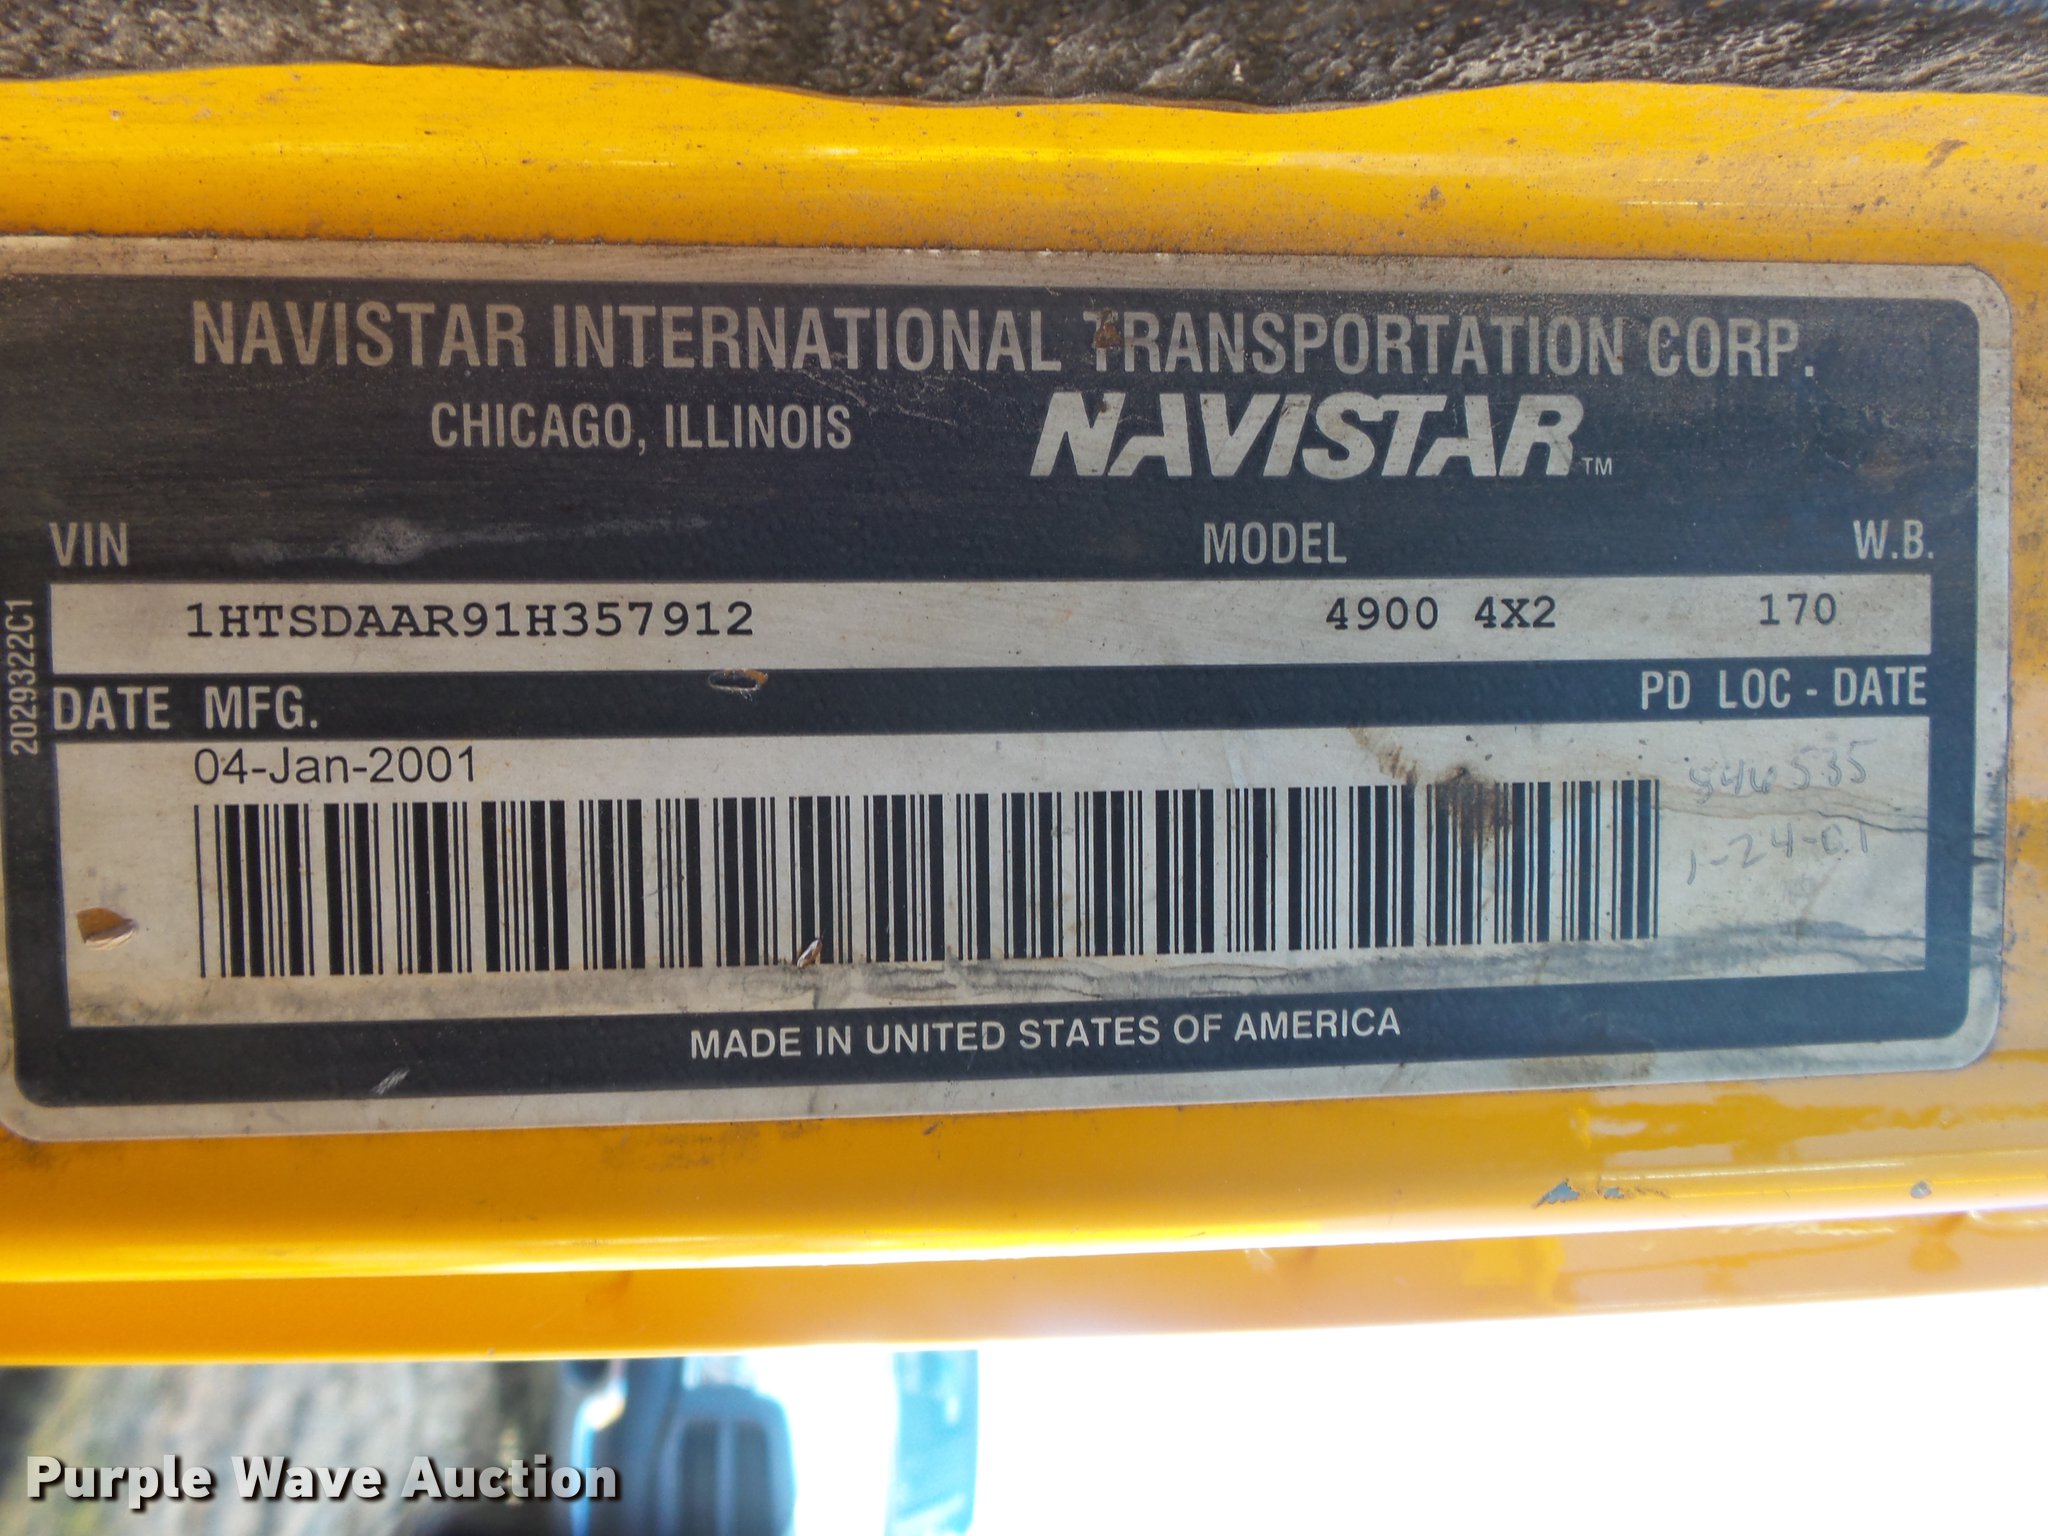 NAVISTAR INTERNATIONAL TRANSPORTATION CORP.
CHICAGO, ILLINOIS NAVISTAR™
VIN MODEL W.B.
1HTSDAAR91H357912 4900 4X2 170
2029322C1
DATE MFG. PD LOC - DATE
04-Jan-2001
535
1-24-01
MADE IN UNITED STATES OF AMERICA
Purple Wave Auction